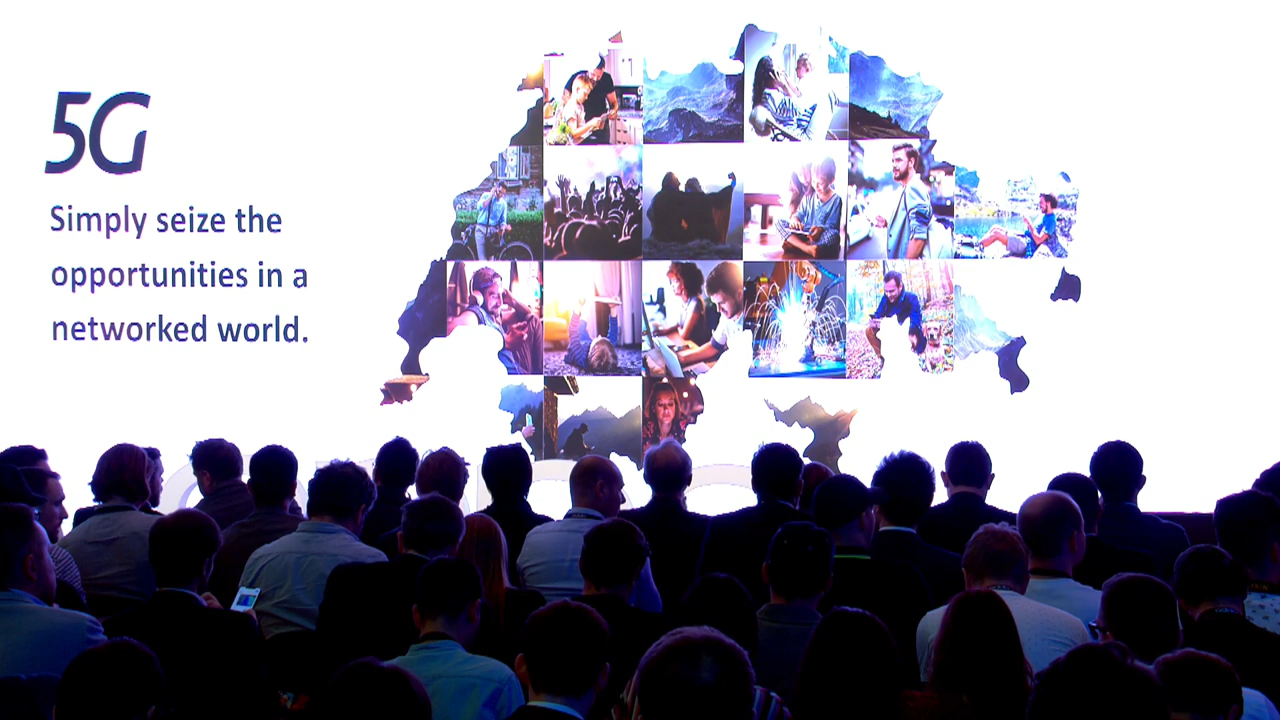 5G
Simply seize the
opportunities in a
networked world.